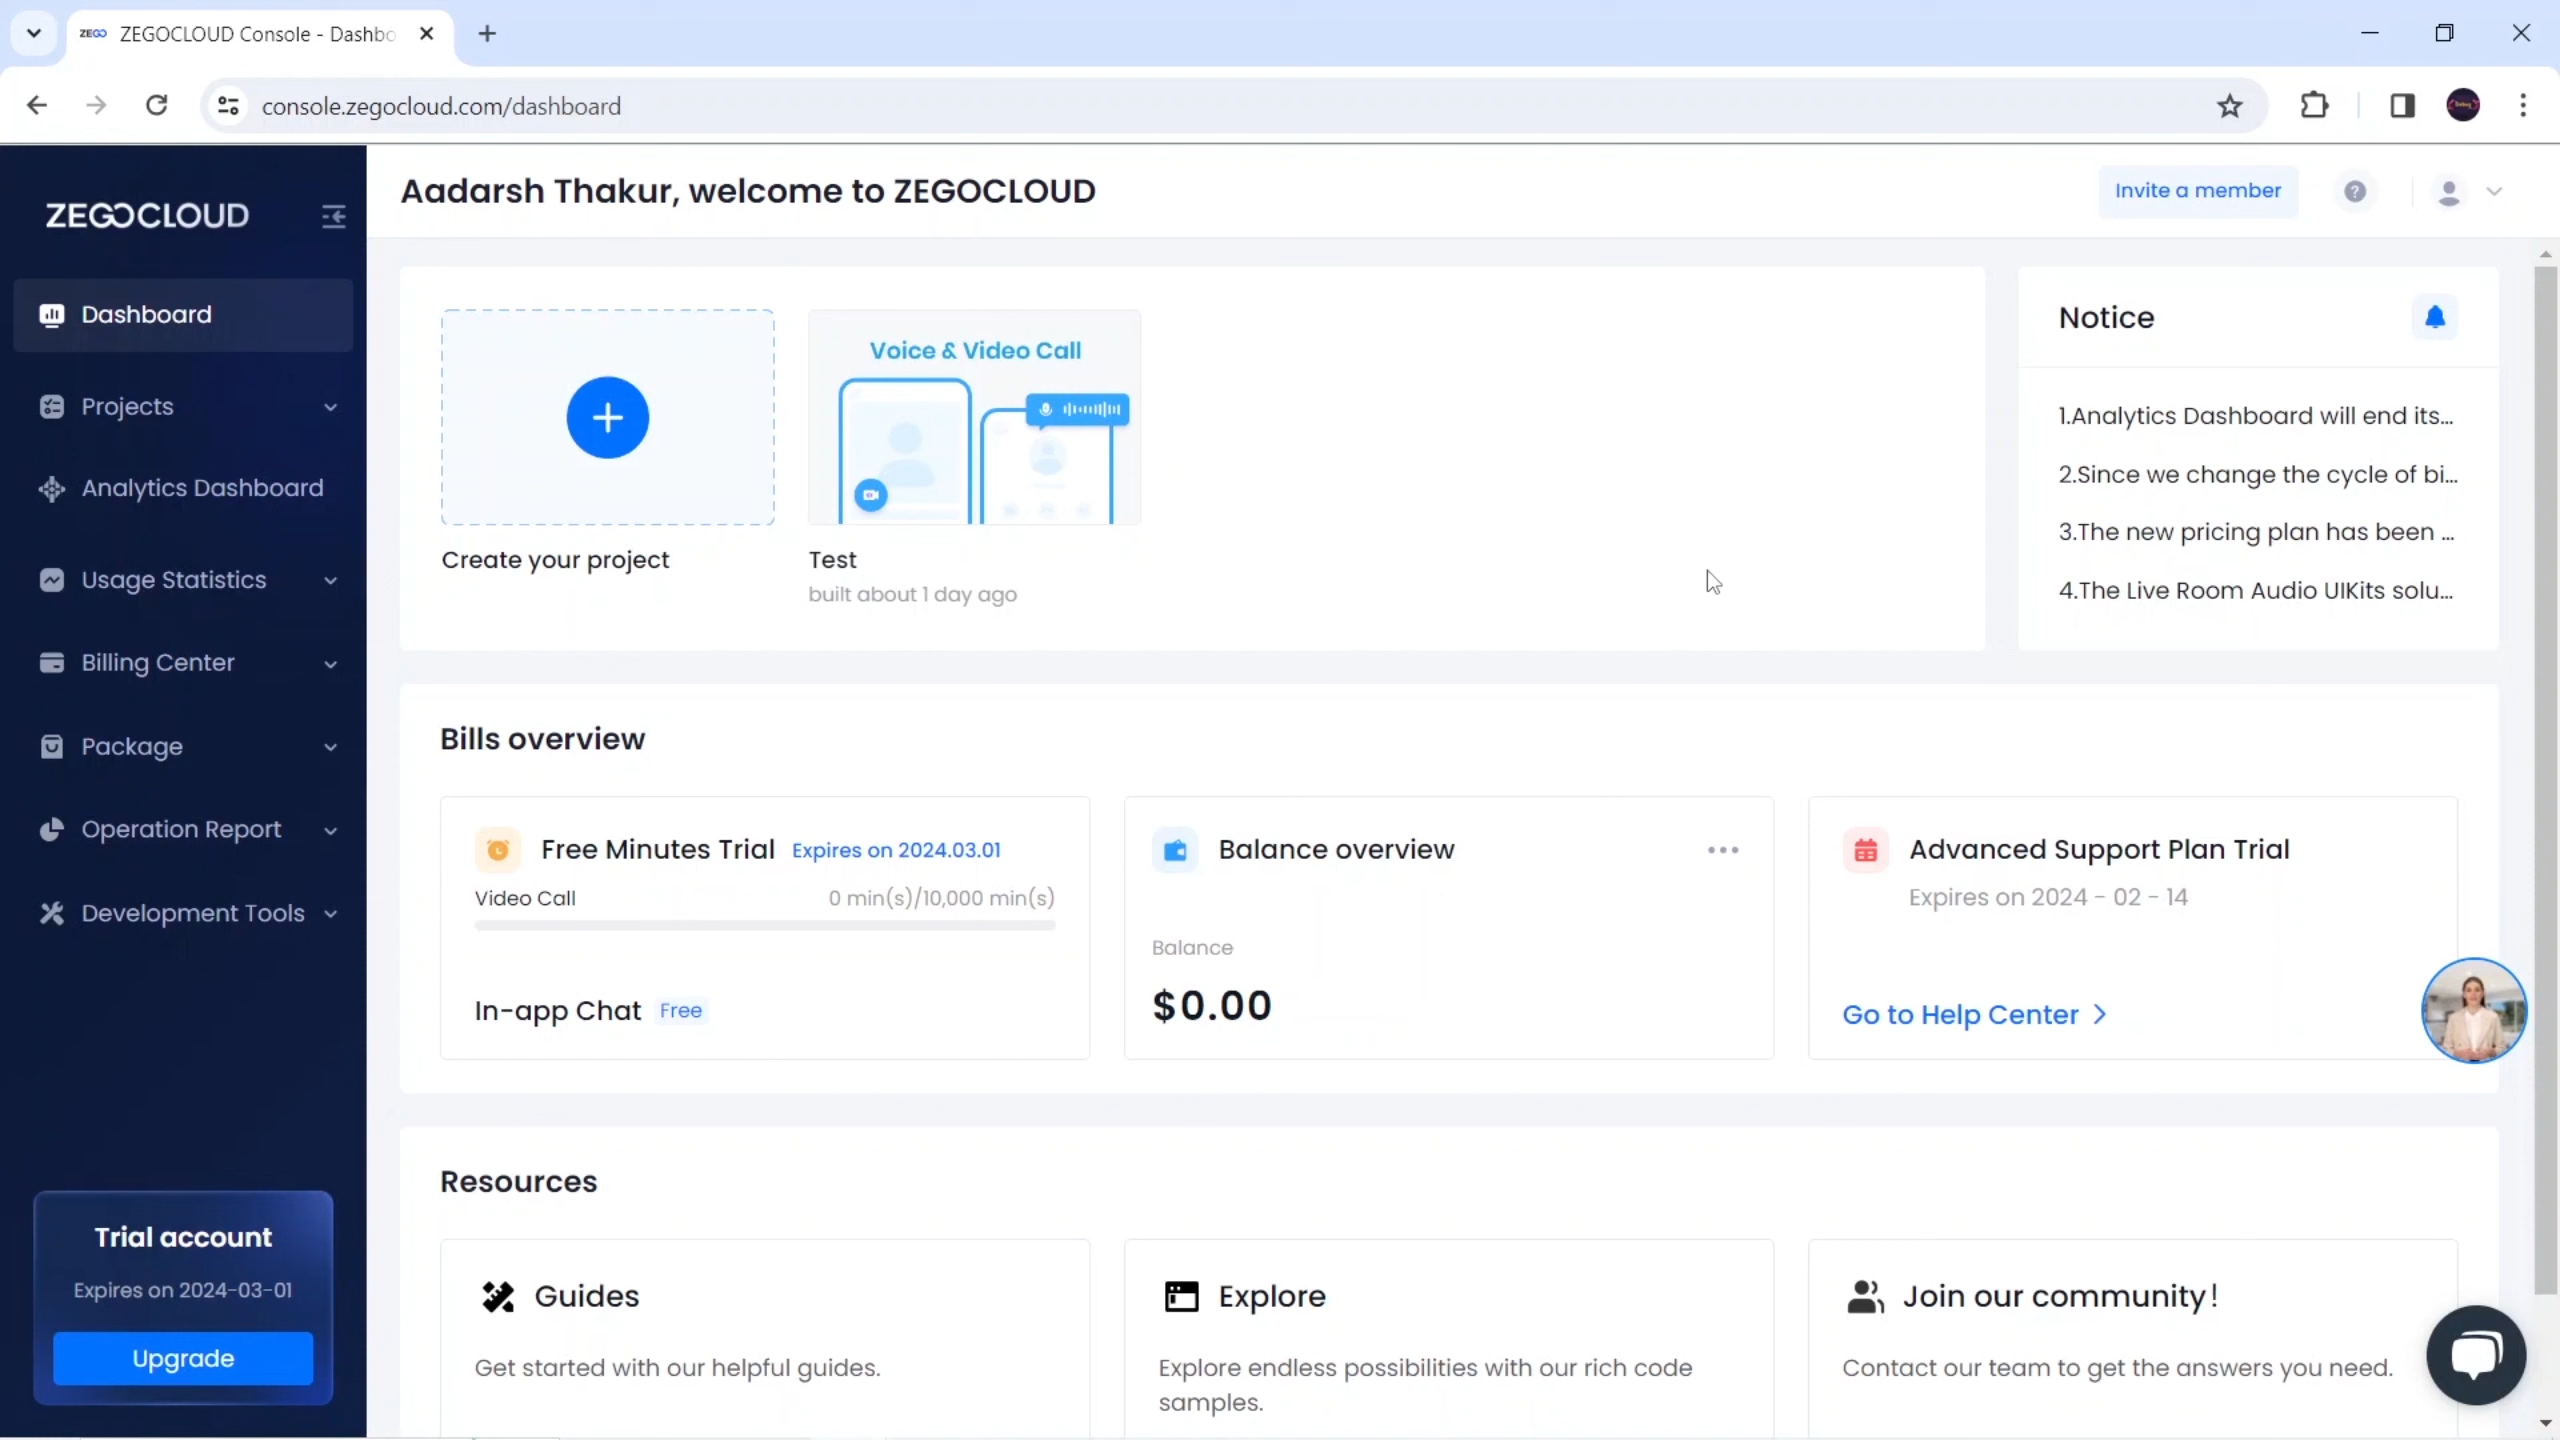 ZEGO
ZEGOCLOUD Console - Dashbo
console.zegocloud.com/dashboard
ZEGOCLOUD
Dashboard
Projects
Analytics Dashboard
Usage Statistics
Billing Center
Package
Operation Report
Development Tools
Trial account
Expires on 2024-03-01
Upgrade
Aadarsh Thakur, welcome to ZEGOCLOUD
Invite a member
Voice & Video Call
Create your project
Test
built about 1 day ago
Notice
1.Analytics Dashboard will end its...
2.Since we change the cycle of bi...
3.The new pricing plan has been ...
4.The Live Room Audio UIKits solu...
Bills overview
Free Minutes Trial Expires on 2024.03.01
Video Call 0 min(s)/10,000 min(s)
In-app Chat Free
Balance overview
Balance
$0.00
Advanced Support Plan Trial
Expires on 2024 - 02 - 14
Go to Help Center
Resources
Guides
Get started with our helpful guides.
Explore
Explore endless possibilities with our rich code
samples.
Join our community!
Contact our team to get the answers you need.